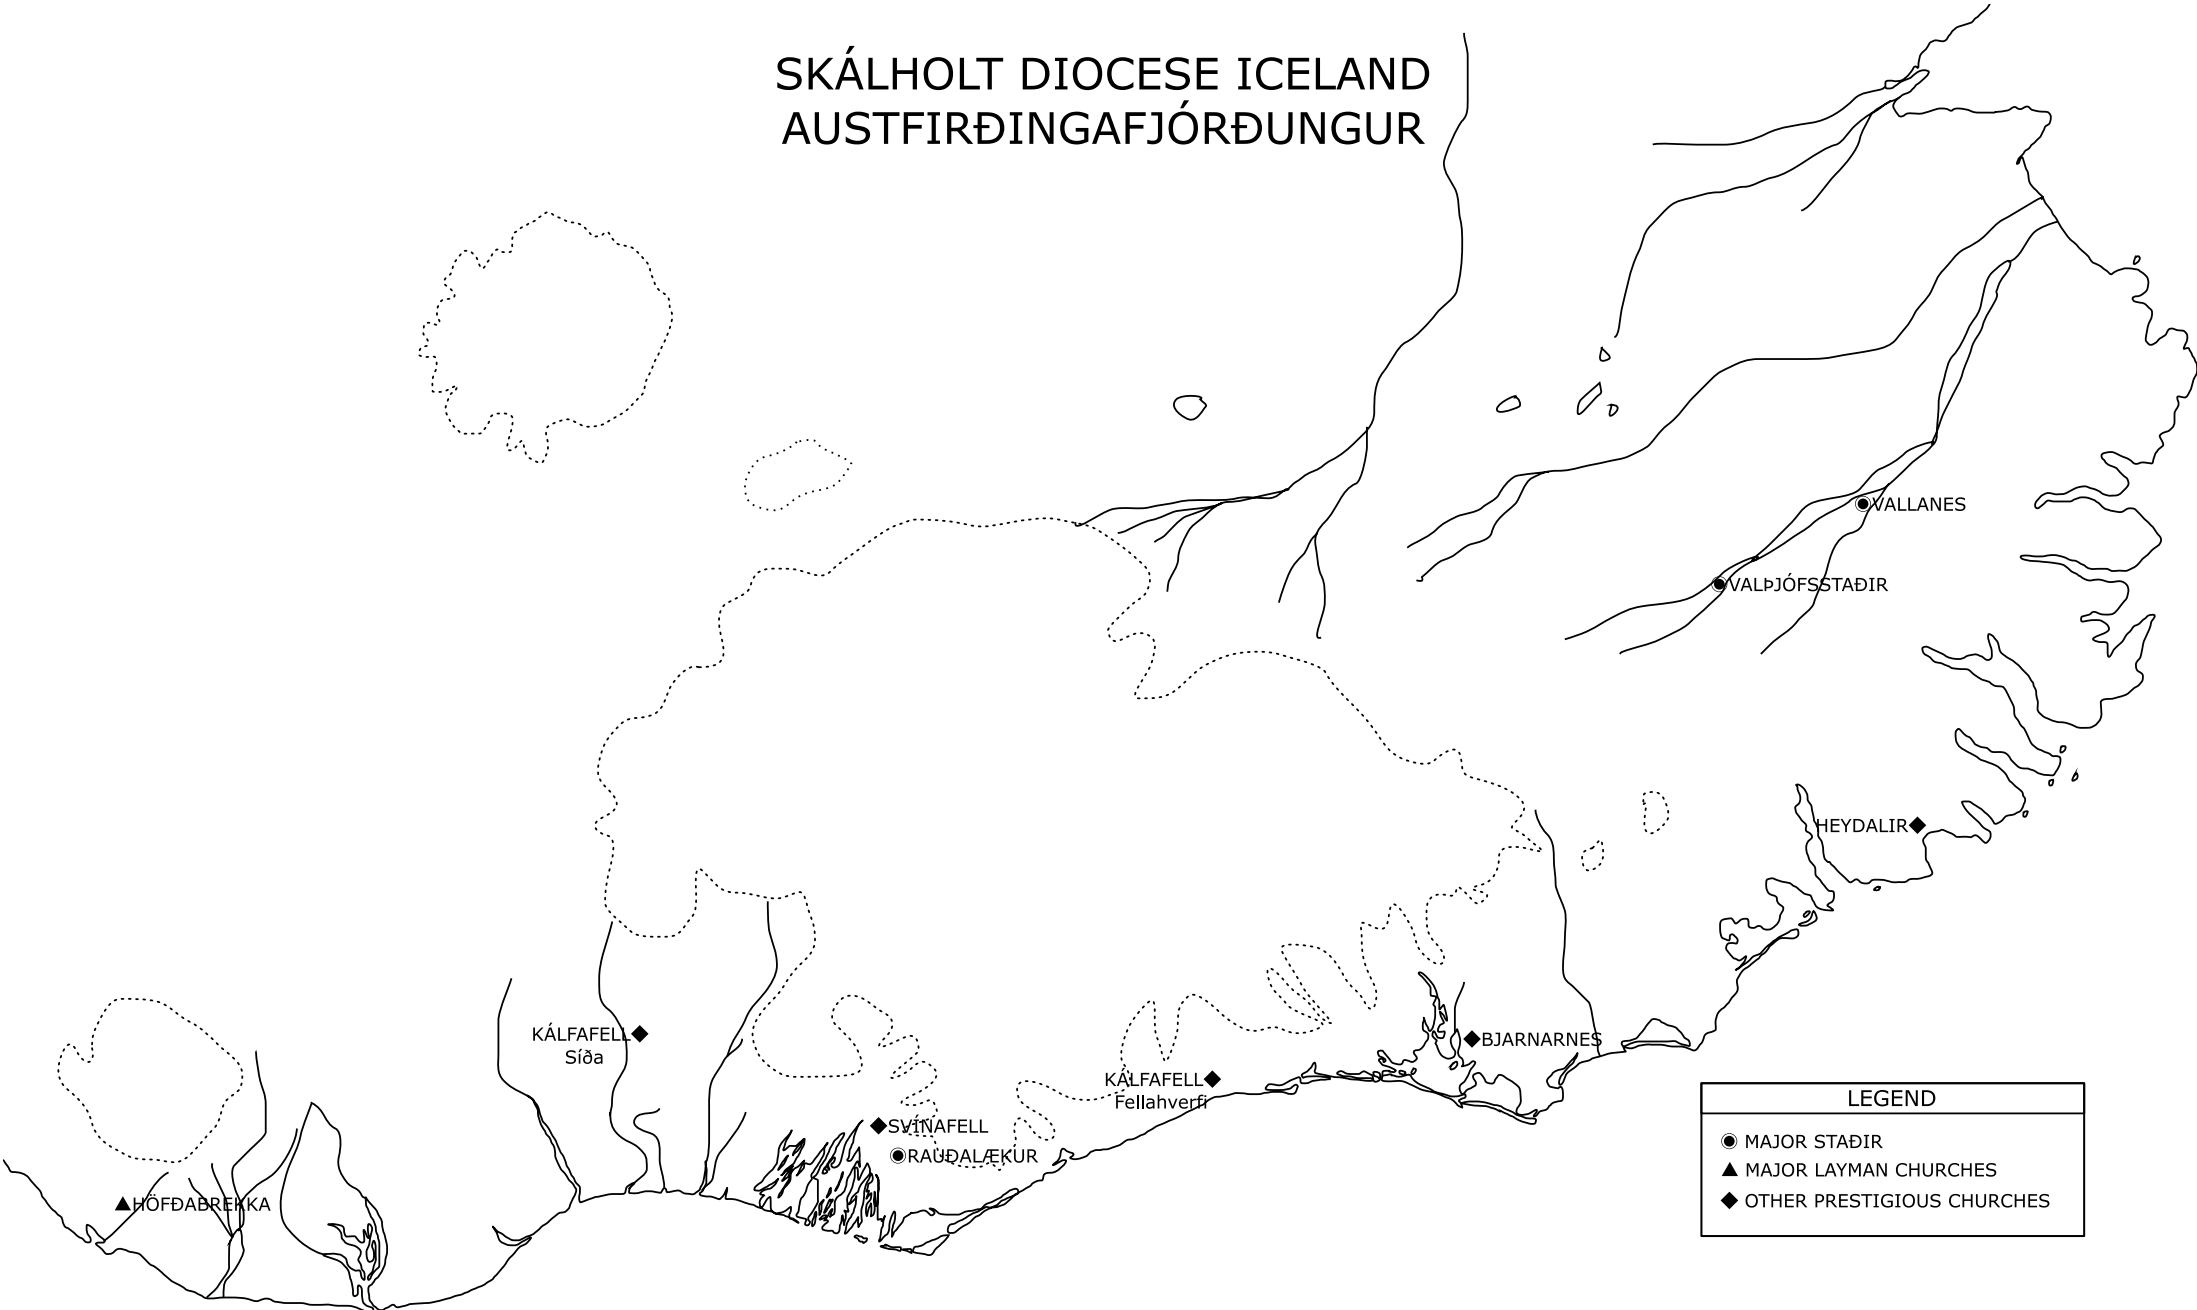 SKÁLHOLT DIOCESE ICELAND
AUSTFIRÐINGAFJÓRÐUNGUR
VALLANES
VALÞJÓFSSTAÐIR
HEYDALIR
KÁLFAFELL
Síða
BJARNARNES
KÁLFAFELL
Fellahverfi
SVÍNAFELL
RAUÐALÆKUR
HÖFÐABREKKA
LEGEND
MAJOR STAÐIR
MAJOR LAYMAN CHURCHES
OTHER PRESTIGIOUS CHURCHES